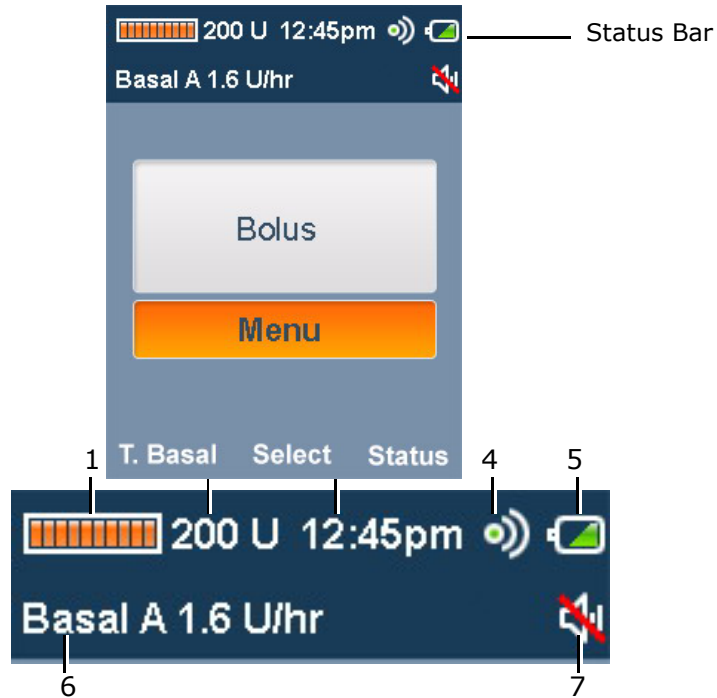 200 U 12:45pm
Status Bar
Basal A 1.6 U/hr
Bolus
Menu
T. Basal Select Status
1 4 5
200 U 12:45pm
Basal A 1.6 U/hr
6 7